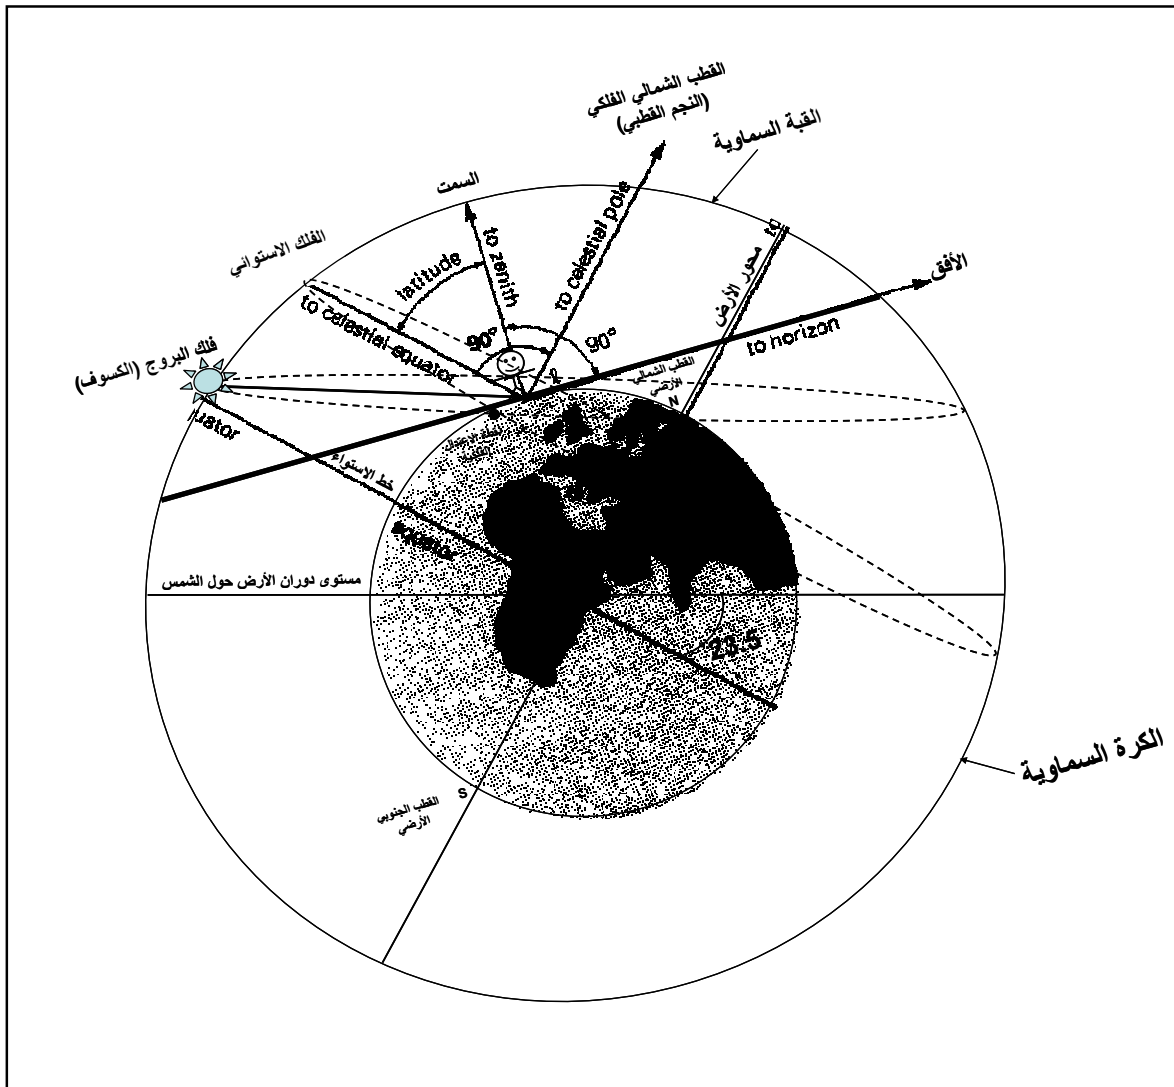 القطب الشمالي الفلكي
(النجم القطبي)
القبة السماوية
السمت
الفلك الاستوائي
to zenith
latitude
to celestial pole
to
محور الأرض
الأفق
to horizon
to celestial equator
90°
90°
فلك البروج (الكسوف)
القطب الشمالي
الأرضي
N
uator
خط الاستواء
equator
مستوى دوران الأرض حول الشمس
23.5
الكرة السماوية
S
القطب الجنوبي
الأرضي